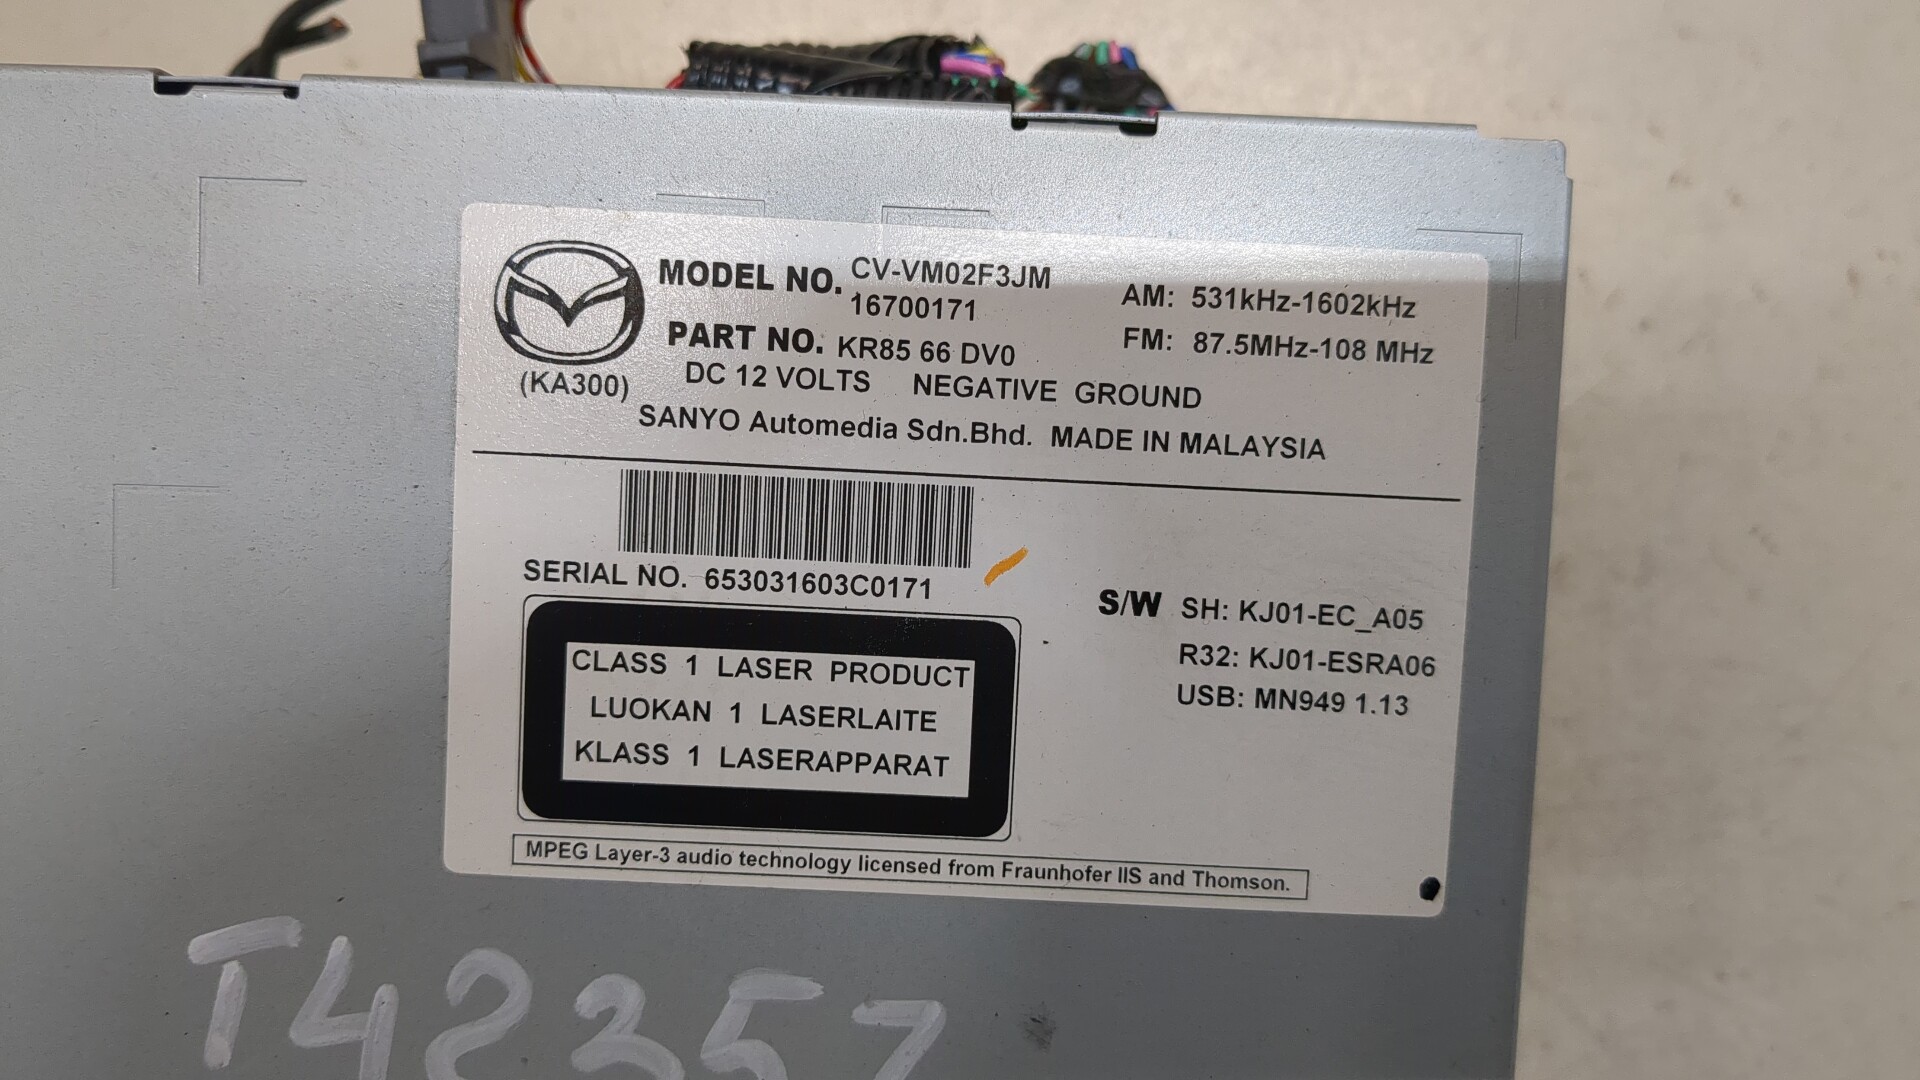 MODEL NO. CV-VM02F3JM
16700171
PART NO. KR85 66 DV0
AM: 531kHz-1602kHz
FM: 87.5MHz-108 MHz
(KA300)
DC 12 VOLTS NEGATIVE GROUND
SANYO Automedia Sdn.Bhd. MADE IN MALAYSIA
SERIAL NO. 653031603C0171
S/W SH: KJ01-EC_A05
R32: KJ01-ESRA06
USB: MN949 1.13
CLASS 1 LASER PRODUCT
LUOKAN 1 LASERLAITE
KLASS 1 LASERAPPARAT
MPEG Layer-3 audio technology licensed from Fraunhofer IIS and Thomson.
T42357